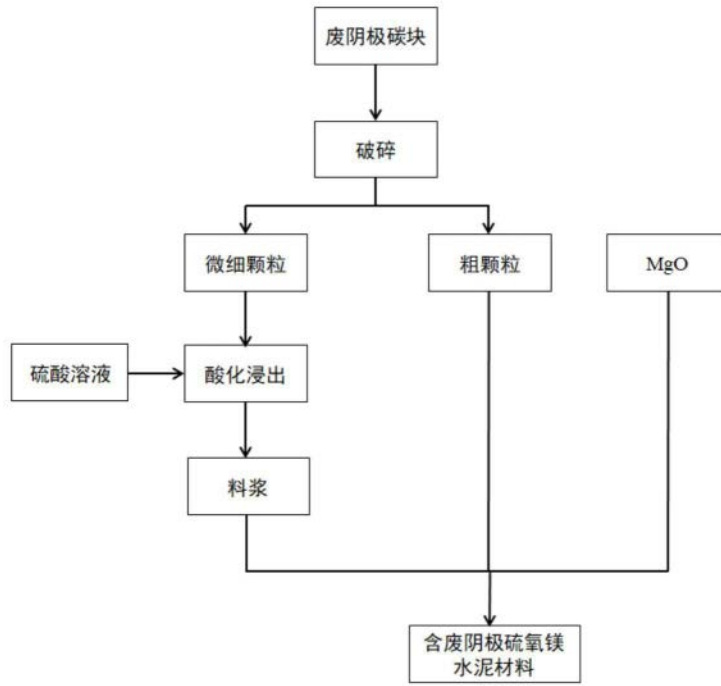 废阴极碳块
破碎
微细颗粒
粗颗粒
MgO
硫酸溶液
酸化浸出
料浆
含废阴极硫氧镁
水泥材料